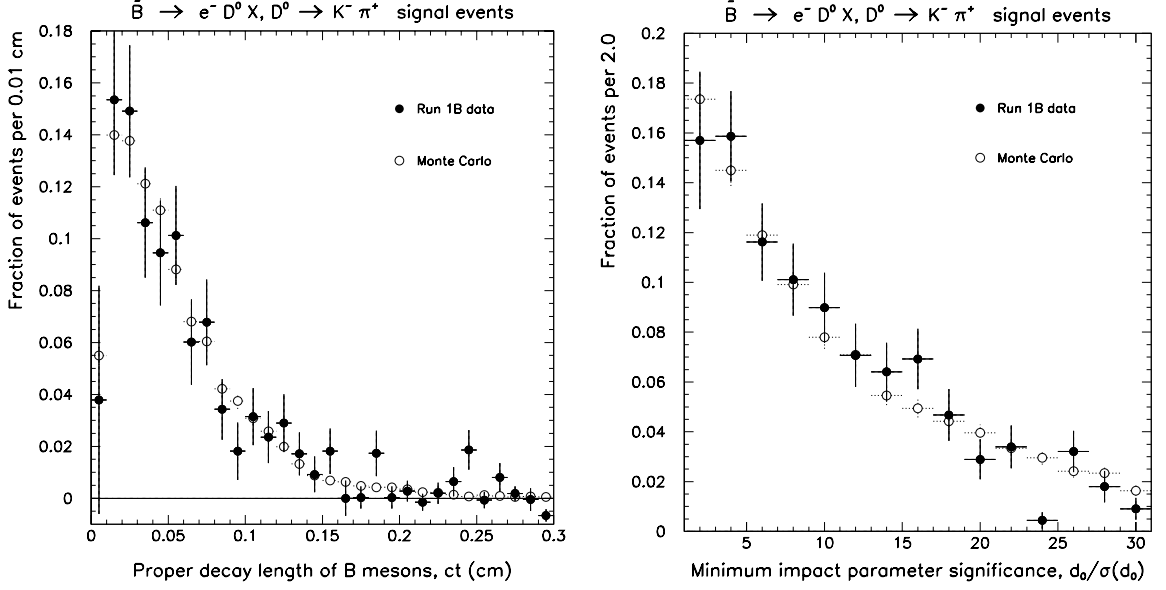 B̄ → e⁻ D⁰ X, D⁰ → K⁻ π⁺ signal events
Fraction of events per 0.01 cm
0.18
0.16
0.14
0.12
0.1
0.08
0.06
0.04
0.02
0
Run 1B data
Monte Carlo
0 0.05 0.1 0.15 0.2 0.25 0.3
Proper decay length of B mesons, ct (cm)
B̄ → e⁻ D⁰ X, D⁰ → K⁻ π⁺ signal events
Fraction of events per 2.0
0.2
0.18
0.16
0.14
0.12
0.1
0.08
0.06
0.04
0.02
0
Run 1B data
Monte Carlo
5 10 15 20 25 30
Minimum impact parameter significance, d₀/σ(d₀)